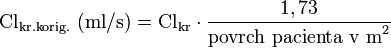 Cl_kr.korig. (ml/s) = Cl_kr · 1,73 / povrch pacienta v m²